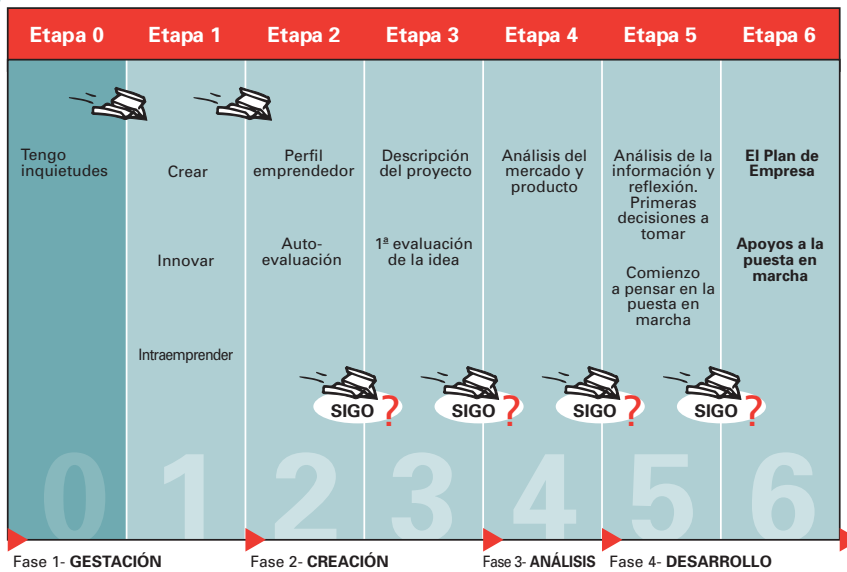 Etapa 0
Etapa 1
Etapa 2
Etapa 3
Etapa 4
Etapa 5
Etapa 6
Tengo
inquietudes
Crear
Innovar
Intraemprender
Perfil
emprendedor
Auto-
evaluación
Descripción
del proyecto
1ª evaluación
de la idea
Análisis del
mercado y
producto
Análisis de la
información y
reflexión.
Primeras
decisiones a
tomar
Comienzo
a pensar en la
puesta en
marcha
El Plan de
Empresa
Apoyos a la
puesta en
marcha
SIGO?
SIGO?
SIGO?
SIGO?
0
1
2
3
4
5
6
Fase 1- GESTACIÓN
Fase 2- CREACIÓN
Fase 3- ANÁLISIS
Fase 4- DESARROLLO